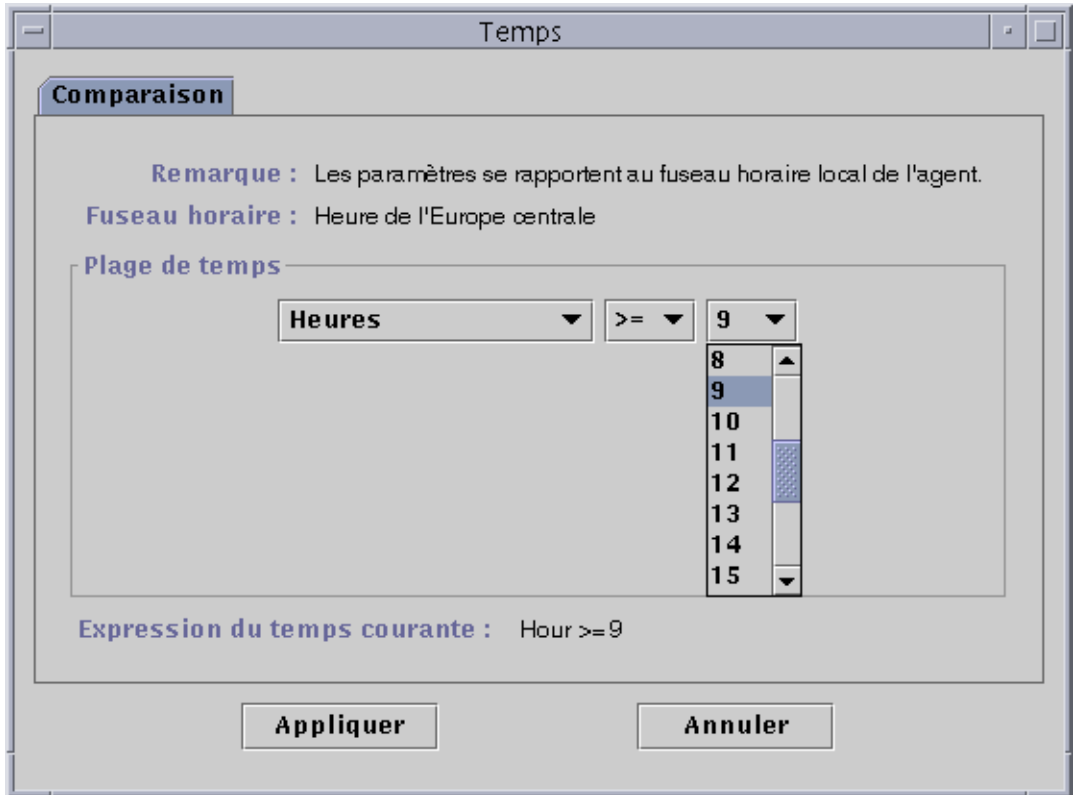 Temps
Comparaison
Remarque : Les paramètres se rapportent au fuseau horaire local de l'agent.
Fuseau horaire : Heure de l'Europe centrale
Plage de temps
Heures >= 9
8
9
10
11
12
13
14
15
Expression du temps courante : Hour >=9
Appliquer Annuler